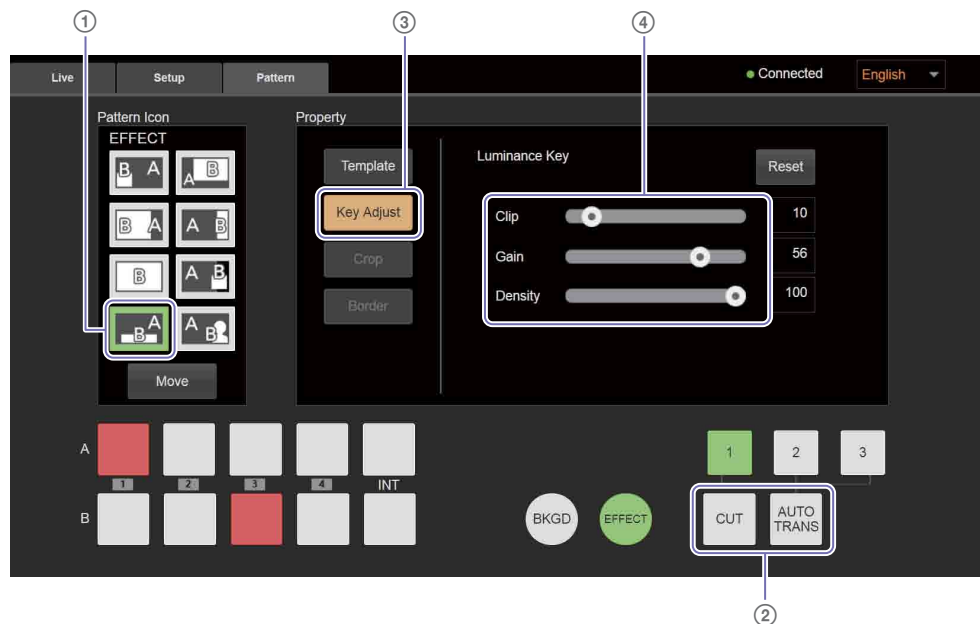 ① ③ ④
Live Setup Pattern Connected English
Pattern Icon Property
EFFECT
B A A B
Template Luminance Key Reset
Key Adjust Clip 10
B A A B
Gain 56
Crop
B A B
Density 100
Border
B A A B
Move
A 1 2 3
1 2 3 4 INT
B BKGD EFFECT CUT AUTO
TRANS
②